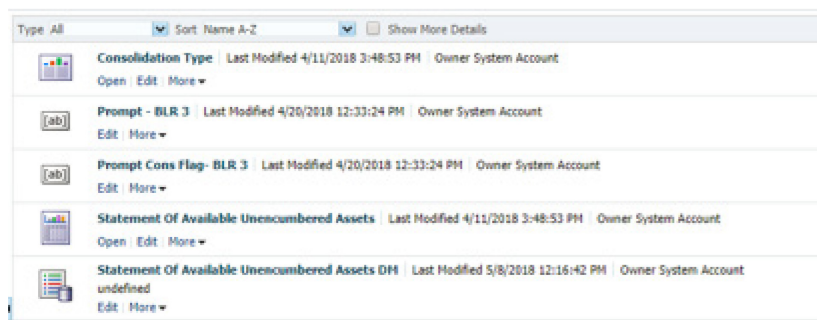 Type All Sort Name A-Z Show More Details
Consolidation Type Last Modified 4/11/2018 3:48:53 PM Owner System Account
Open Edit More
[ab] Prompt - BLR 3 Last Modified 4/20/2018 12:33:24 PM Owner System Account
Edit More
[ab] Prompt Cons Flag- BLR 3 Last Modified 4/20/2018 12:33:24 PM Owner System Account
Edit More
Statement Of Available Unencumbered Assets Last Modified 4/11/2018 3:48:53 PM Owner System Account
Open Edit More
Statement Of Available Unencumbered Assets DM Last Modified 5/8/2018 12:16:42 PM Owner System Account
undefined
Edit More